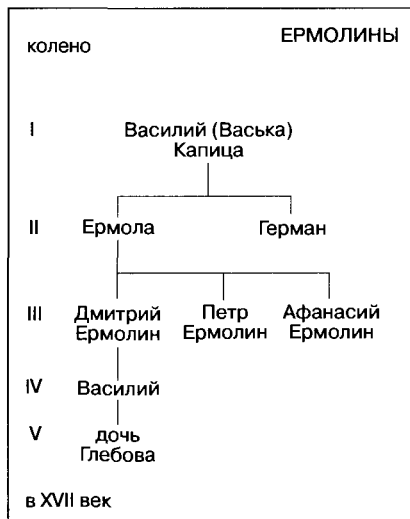 ЕРМОЛИНЫ
колено
I Василий (Васька)
Капица
II Ермола Герман
III Дмитрий Петр Афанасий
Ермолин Ермолин Ермолин
IV Василий
V дочь
Глебова
в XVII век